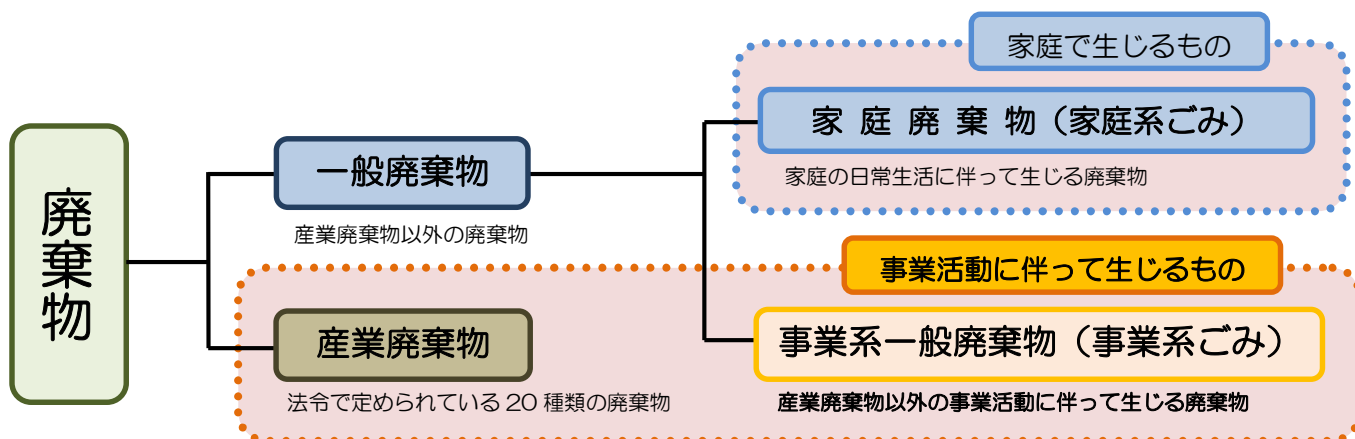 廃棄物
一般廃棄物
産業廃棄物以外の廃棄物
産業廃棄物
法令で定められている20種類の廃棄物
家庭で生じるもの
家庭廃棄物（家庭系ごみ）
家庭の日常生活に伴って生じる廃棄物
事業活動に伴って生じるもの
事業系一般廃棄物（事業系ごみ）
産業廃棄物以外の事業活動に伴って生じる廃棄物